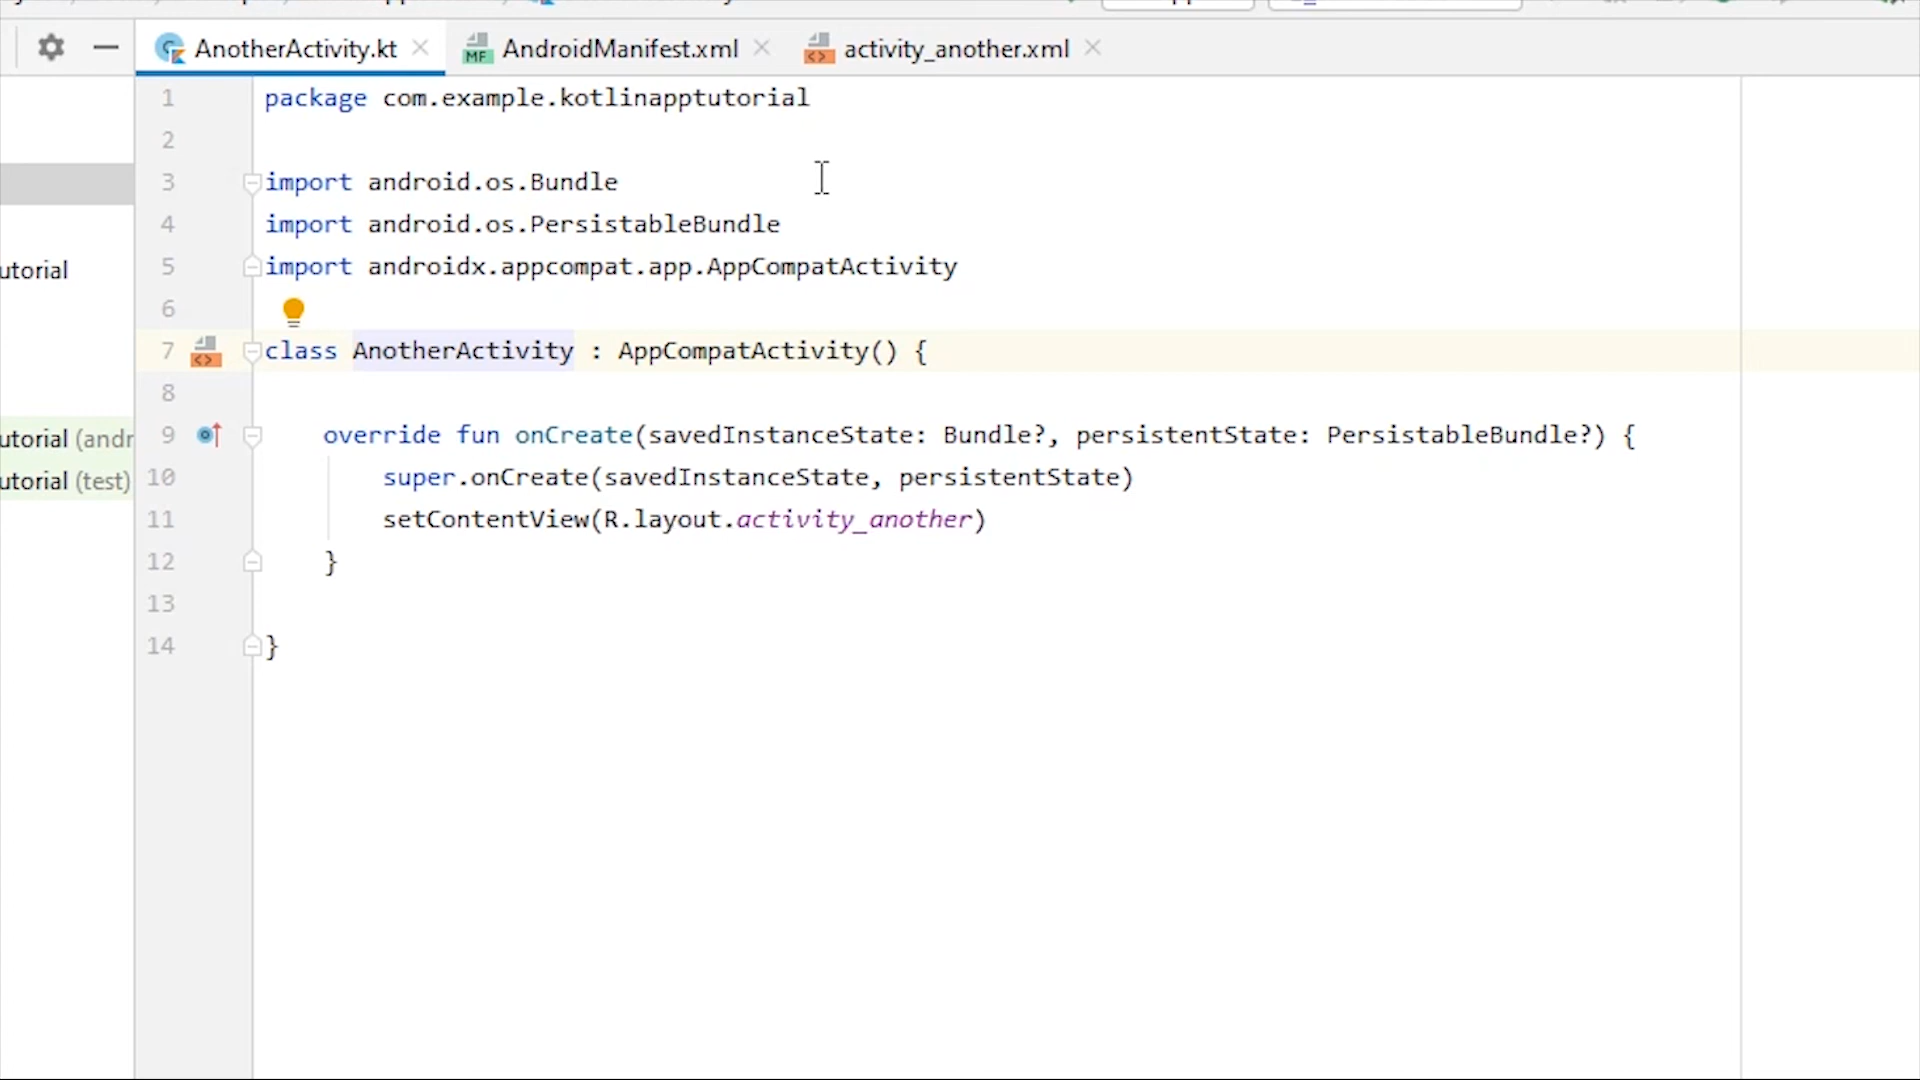 AnotherActivity.kt AndroidManifest.xml activity_another.xml
1 package com.example.kotlinapptutorial
2
3 import android.os.Bundle
4 import android.os.PersistableBundle
utorial
5 import androidx.appcompat.app.AppCompatActivity
6
7 class AnotherActivity : AppCompatActivity() {
8
utorial (andr
9 override fun onCreate(savedInstanceState: Bundle?, persistentState: PersistableBundle?) {
utorial (test)
10 super.onCreate(savedInstanceState, persistentState)
11 setContentView(R.layout.activity_another)
12 }
13
14 }